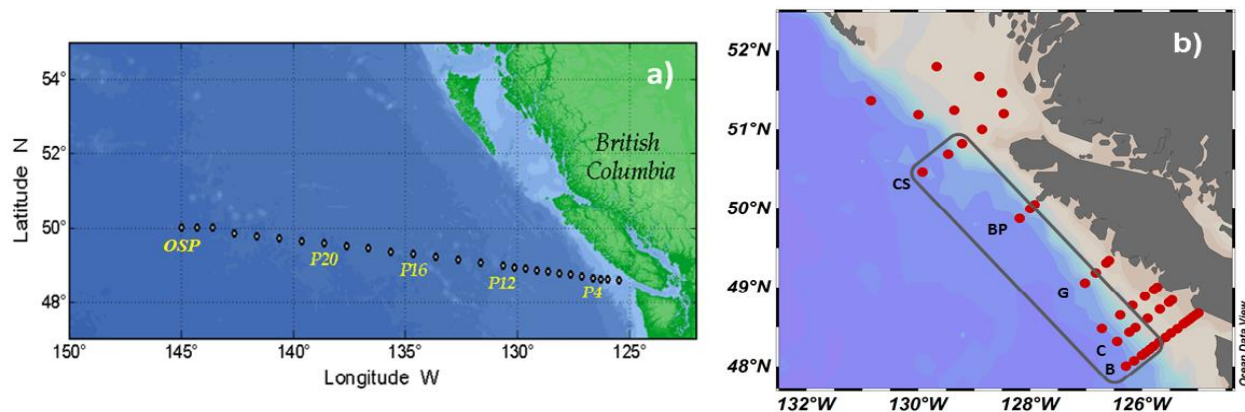 a)
54°
52°
50°
48°
Latitude N
British
Columbia
OSP
P20
P16
P12
P4
150°
145°
140°
135°
130°
125°
Longitude W
b)
52°N
51°N
50°N
49°N
48°N
CS
BP
G
C
B
132°W
130°W
128°W
126°W
Ocean Data View